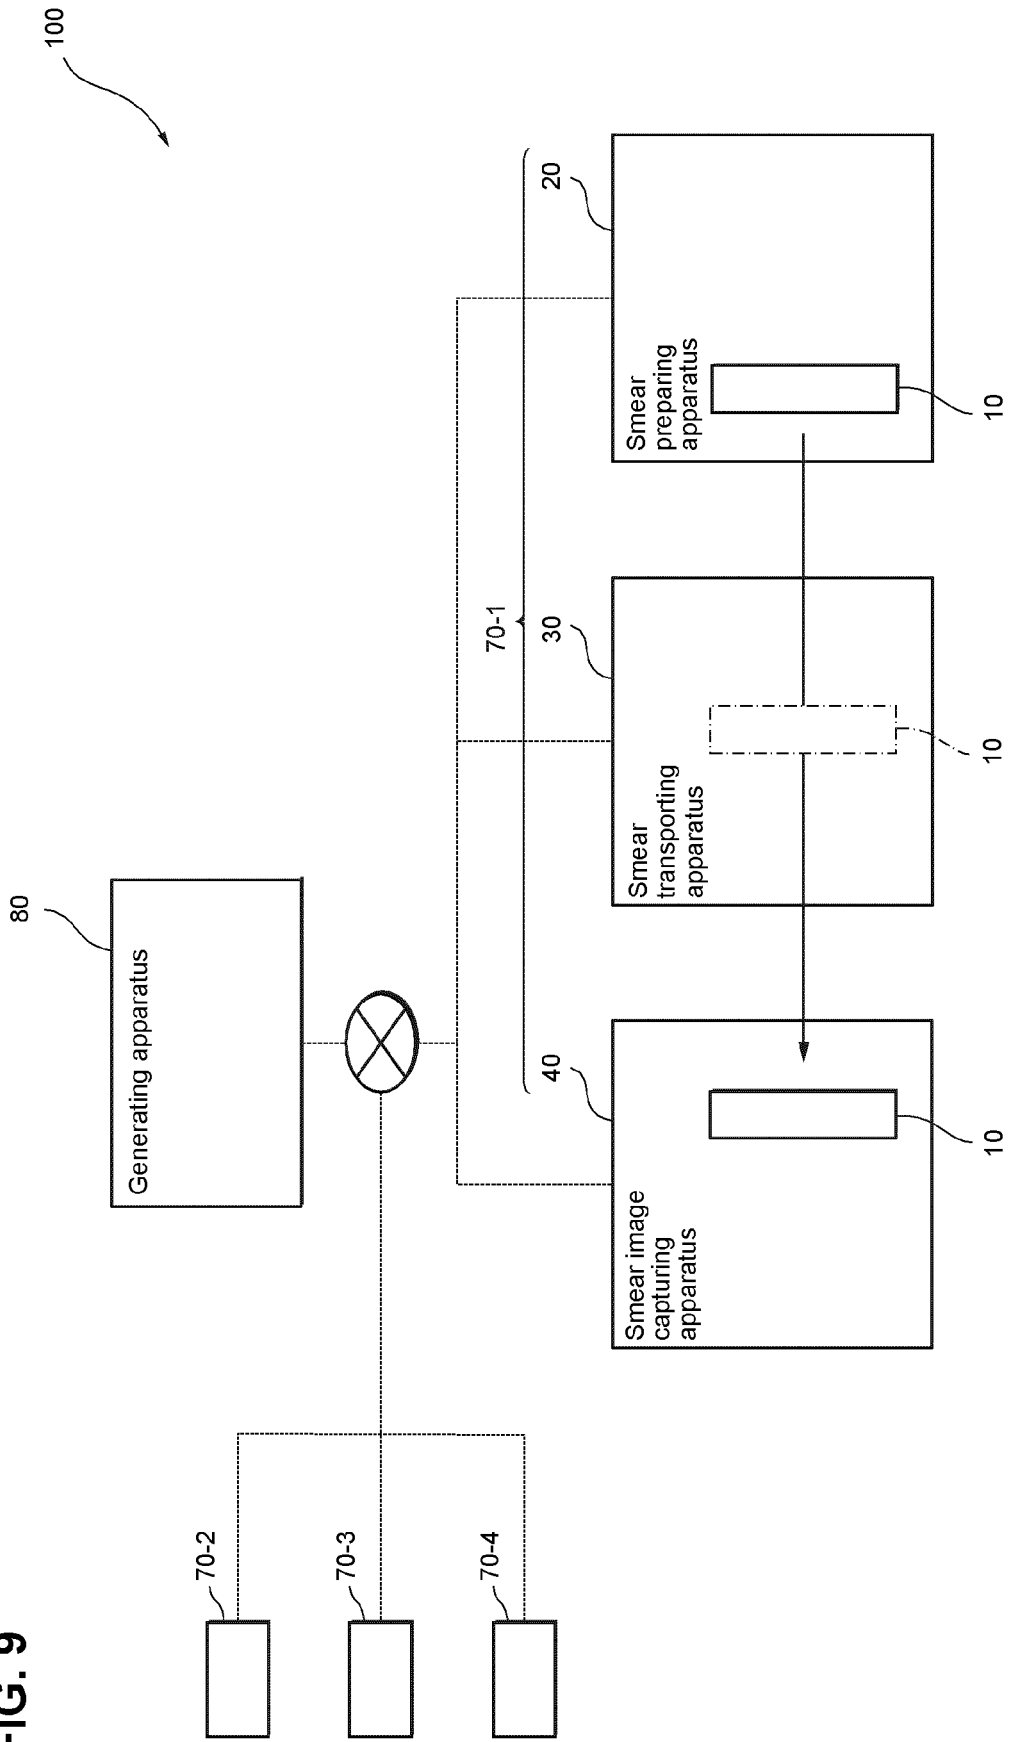 FIG. 9
100
80
Generating apparatus
70-2
70-3
70-4
70-1
40
30
20
Smear image
capturing
apparatus
Smear
transporting
apparatus
Smear
preparing
apparatus
10
10
10